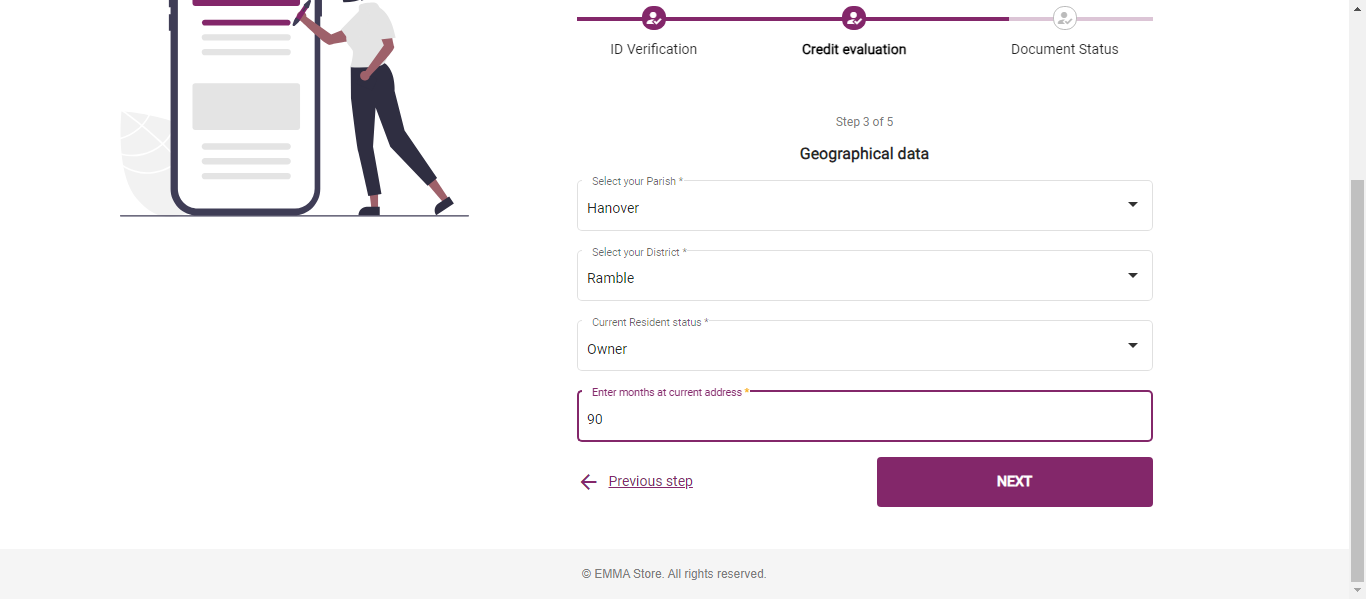 ID Verification
Credit evaluation
Document Status
Step 3 of 5
Geographical data
Select your Parish *
Hanover
Select your District *
Ramble
Current Resident status *
Owner
Enter months at current address *
90
Previous step
NEXT
© EMMA Store. All rights reserved.